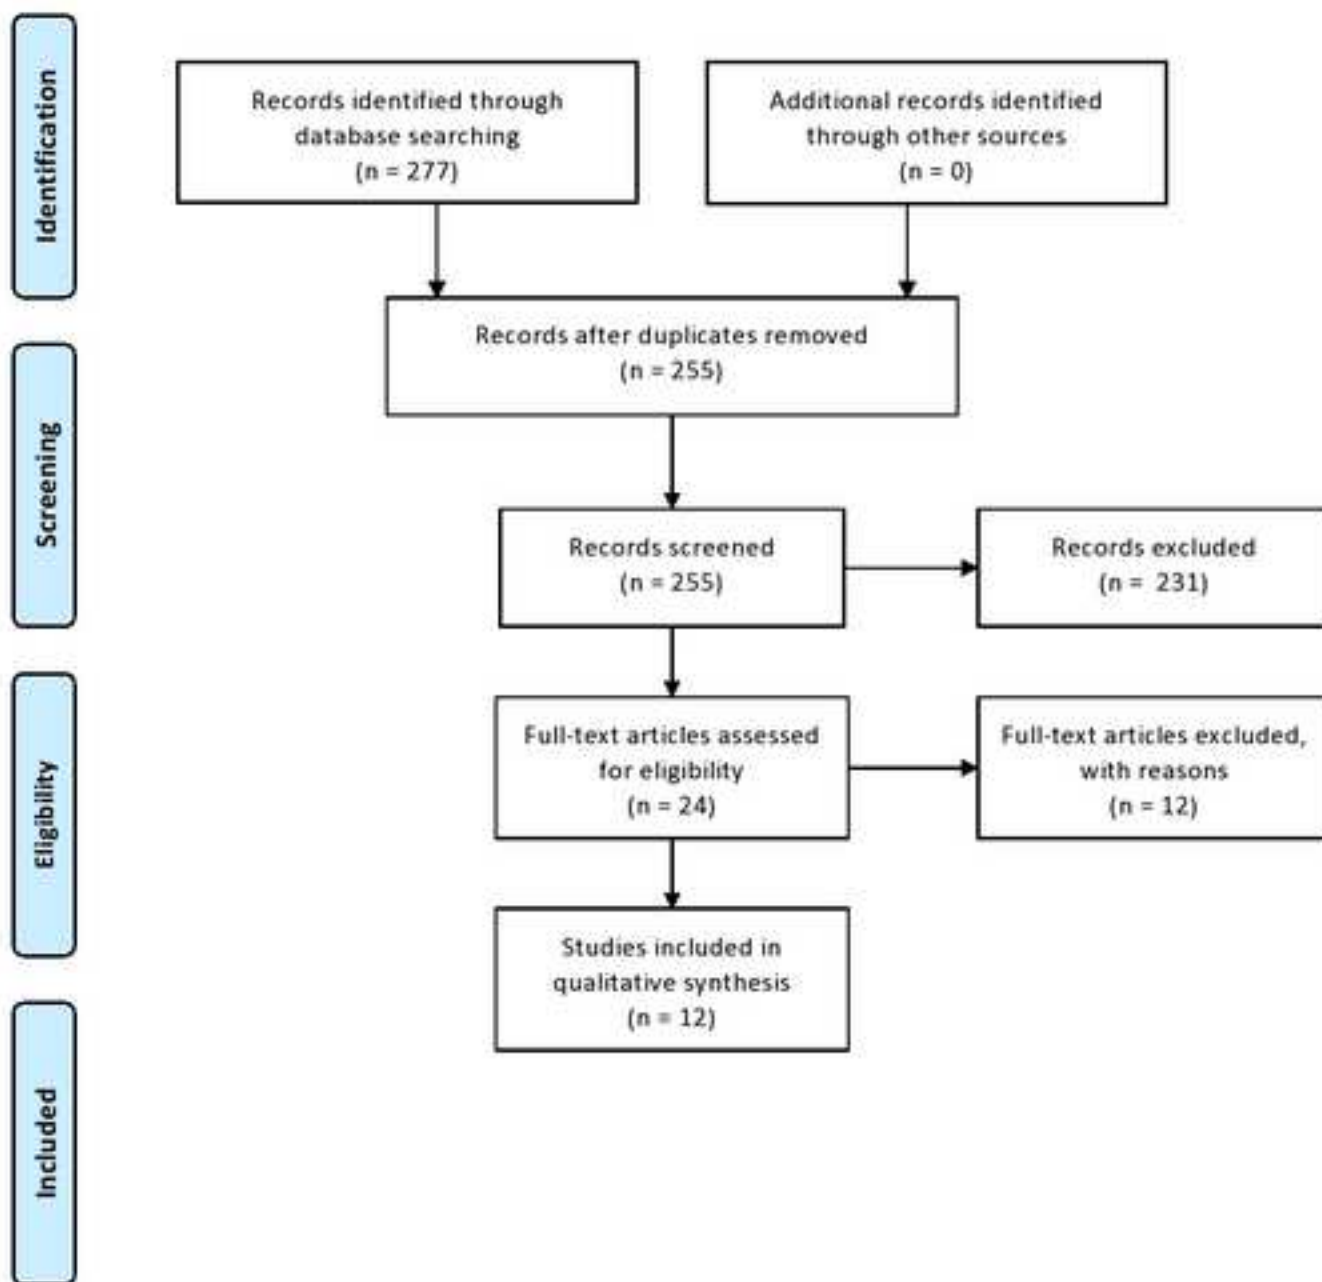 Identification
Records identified through
database searching
(n = 277)
Additional records identified
through other sources
(n = 0)
Records after duplicates removed
(n = 255)
Screening
Records screened
(n = 255)
Records excluded
(n =  231)
Eligibility
Full-text articles assessed
for eligibility
(n = 24)
Full-text articles excluded,
with reasons
(n = 12)
Studies included in
qualitative synthesis
(n = 12)
Included